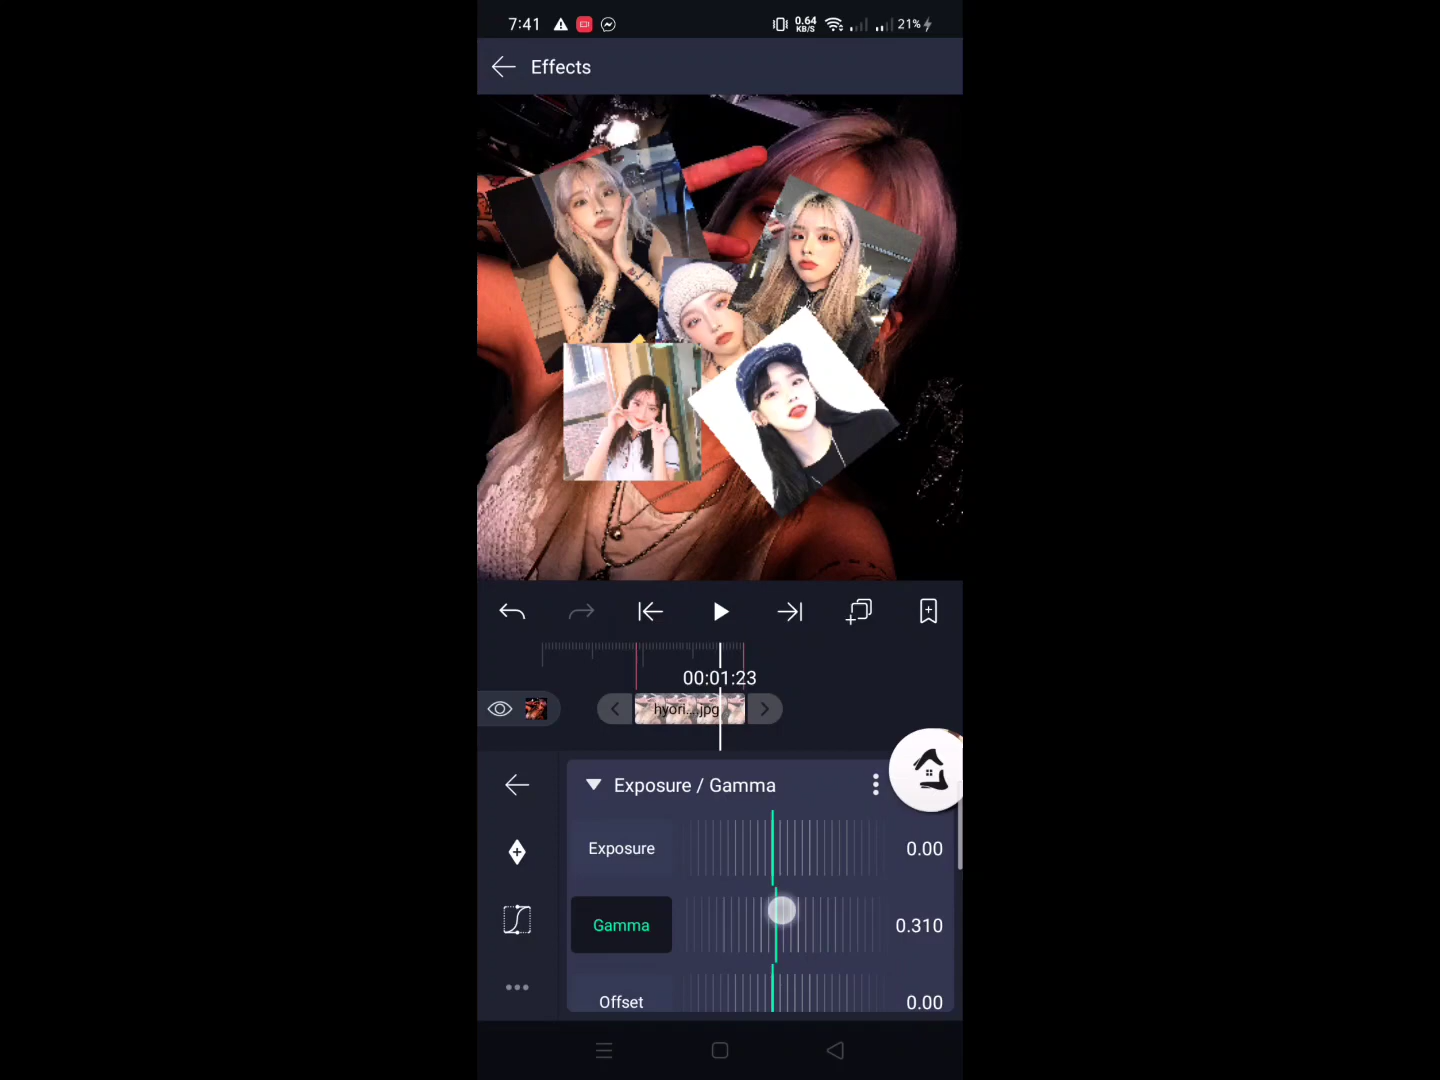 7:41
0.64
KB/S
21%
Effects
00:01:23
hyori....jpg
Exposure / Gamma
Exposure
0.00
Gamma
0.310
Offset
0.00